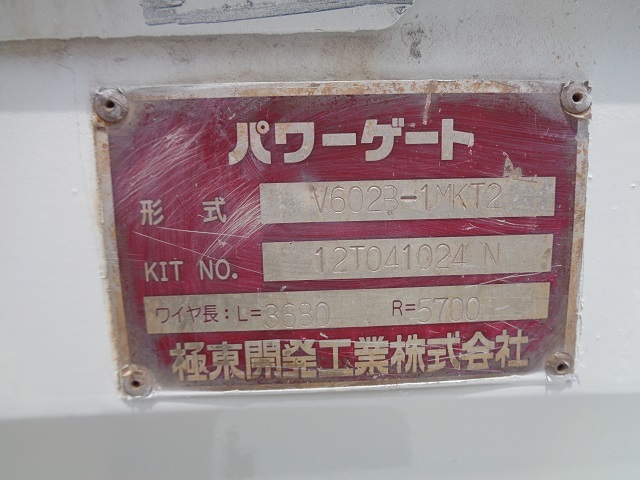 パワーゲート
形式 V602B-1MKT2
KIT NO. 12T041024 N
ワイヤ長：L=3680 R=5700
極東開発工業株式会社